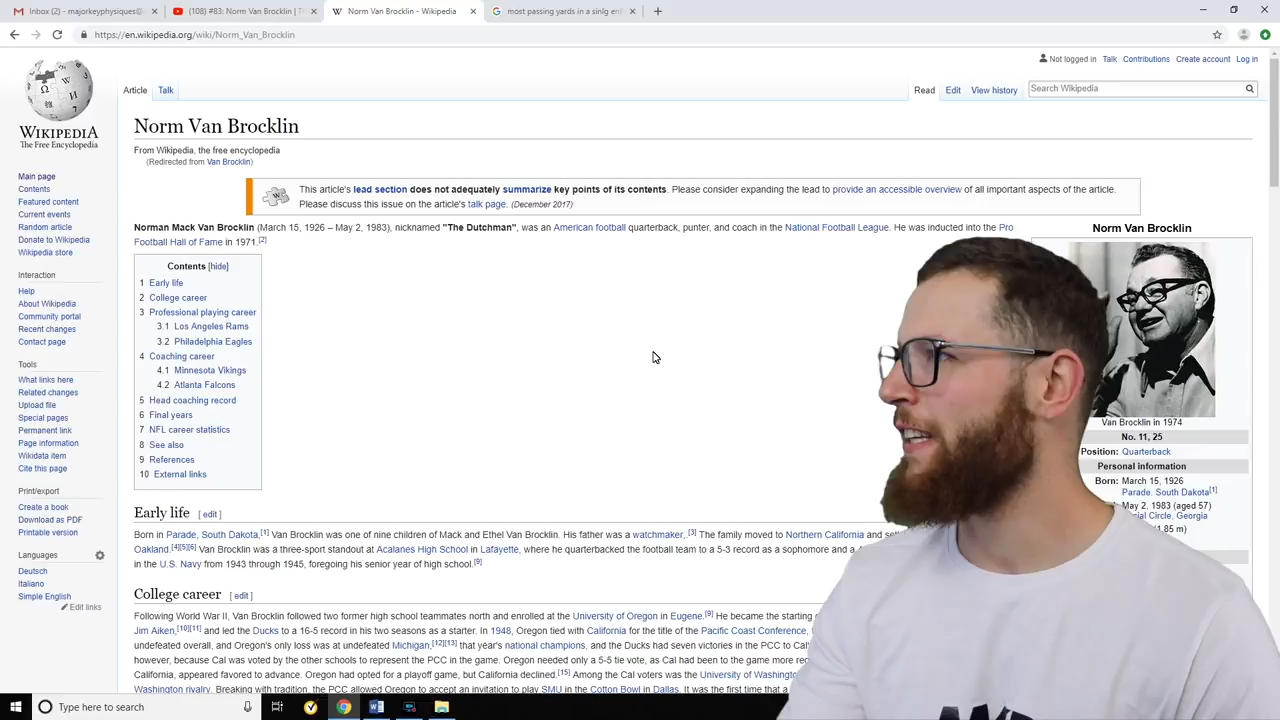 Inbox (2) - majorkeyphysiques@
(108) #83: Norm Van Brocklin | T
Norm Van Brocklin - Wikipedia
most passing yards in a sinlg
https://en.wikipedia.org/wiki/Norm_Van_Brocklin
Not logged in Talk Contributions Create account Log in
Article Talk
Read Edit View history
Search Wikipedia
WIKIPEDIA
The Free Encyclopedia
Main page
Contents
Featured content
Current events
Random article
Donate to Wikipedia
Wikipedia store
Interaction
Help
About Wikipedia
Community portal
Recent changes
Contact page
Tools
What links here
Related changes
Upload file
Special pages
Permanent link
Page information
Wikidata item
Cite this page
Print/export
Create a book
Download as PDF
Printable version
Languages
Deutsch
Italiano
Simple English
Edit links
Norm Van Brocklin
From Wikipedia, the free encyclopedia
(Redirected from Van Brocklin)
This article's lead section does not adequately summarize key points of its contents. Please consider expanding the lead to provide an accessible overview of all important aspects of the article.
Please discuss this issue on the article's talk page. (December 2017)
Norman Mack Van Brocklin (March 15, 1926 – May 2, 1983), nicknamed "The Dutchman", was an American football quarterback, punter, and coach in the National Football League. He was inducted into the Pro
Football Hall of Fame in 1971.[2]
Contents [hide]
1 Early life
2 College career
3 Professional playing career
3.1 Los Angeles Rams
3.2 Philadelphia Eagles
4 Coaching career
4.1 Minnesota Vikings
4.2 Atlanta Falcons
5 Head coaching record
6 Final years
7 NFL career statistics
8 See also
9 References
10 External links
Early life [ edit ]
Born in Parade, South Dakota,[1] Van Brocklin was one of nine children of Mack and Ethel Van Brocklin. His father was a watchmaker,[3] The family moved to Northern California and
Oakland.[4][5][6] Van Brocklin was a three-sport standout at Acalanes High School in Lafayette, where he quarterbacked the football team to a 5-3 record as a sophomore and a
in the U.S. Navy from 1943 through 1945, foregoing his senior year of high school.[9]
College career [ edit ]
Following World War II, Van Brocklin followed two former high school teammates north and enrolled at the University of Oregon in Eugene.[9] He became the starting
Jim Aiken,[10][11] and led the Ducks to a 16-5 record in his two seasons as a starter. In 1948, Oregon tied with California for the title of the Pacific Coast Conference,
undefeated overall, and Oregon's only loss was at undefeated Michigan,[12][13] that year's national champions, and the Ducks had seven victories in the PCC to
however, because Cal was voted by the other schools to represent the PCC in the game. Oregon needed only a 5-5 tie vote, as Cal had been to the game more
California, appeared favored to advance. Oregon had opted for a playoff game, but California declined.[15] Among the Cal voters was the University of
Washington rivalry. Breaking with tradition, the PCC allowed Oregon to accept an invitation to play SMU in the Cotton Bowl in Dallas. It was the first time that a
Norm Van Brocklin
Van Brocklin in 1974
No. 11, 25
Position: Quarterback
Personal information
Born: March 15, 1926
Parade, South Dakota[1]
May 2, 1983 (aged 57)
Circle, Georgia
Type here to search